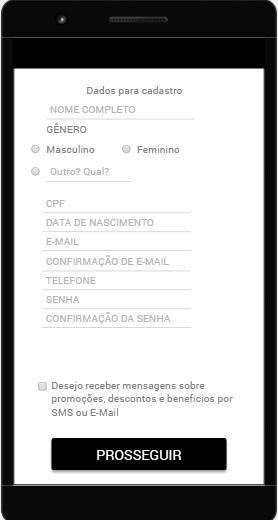 Dados para cadastro
NOME COMPLETO
GÊNERO
Masculino Feminino
Outro? Qual?
CPF
DATA DE NASCIMENTO
E-MAIL
CONFIRMAÇÃO DE E-MAIL
TELEFONE
SENHA
CONFIRMAÇÃO DA SENHA
Desejo receber mensagens sobre
promoções, descontos e beneficios por
SMS ou E-Mail
PROSSEGUIR